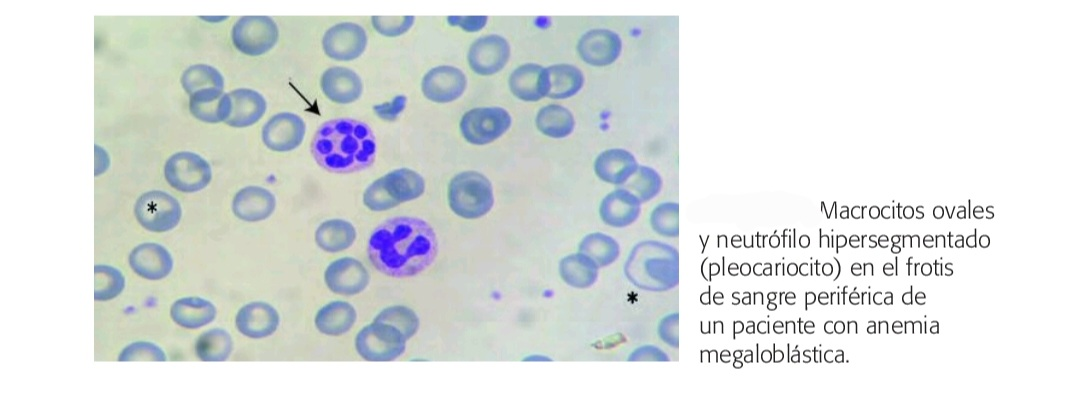 *
*
Macrocitos ovales
y neutrófilo hipersegmentado
(pleocariocito) en el frotis
de sangre periférica de
un paciente con anemia
megaloblástica.